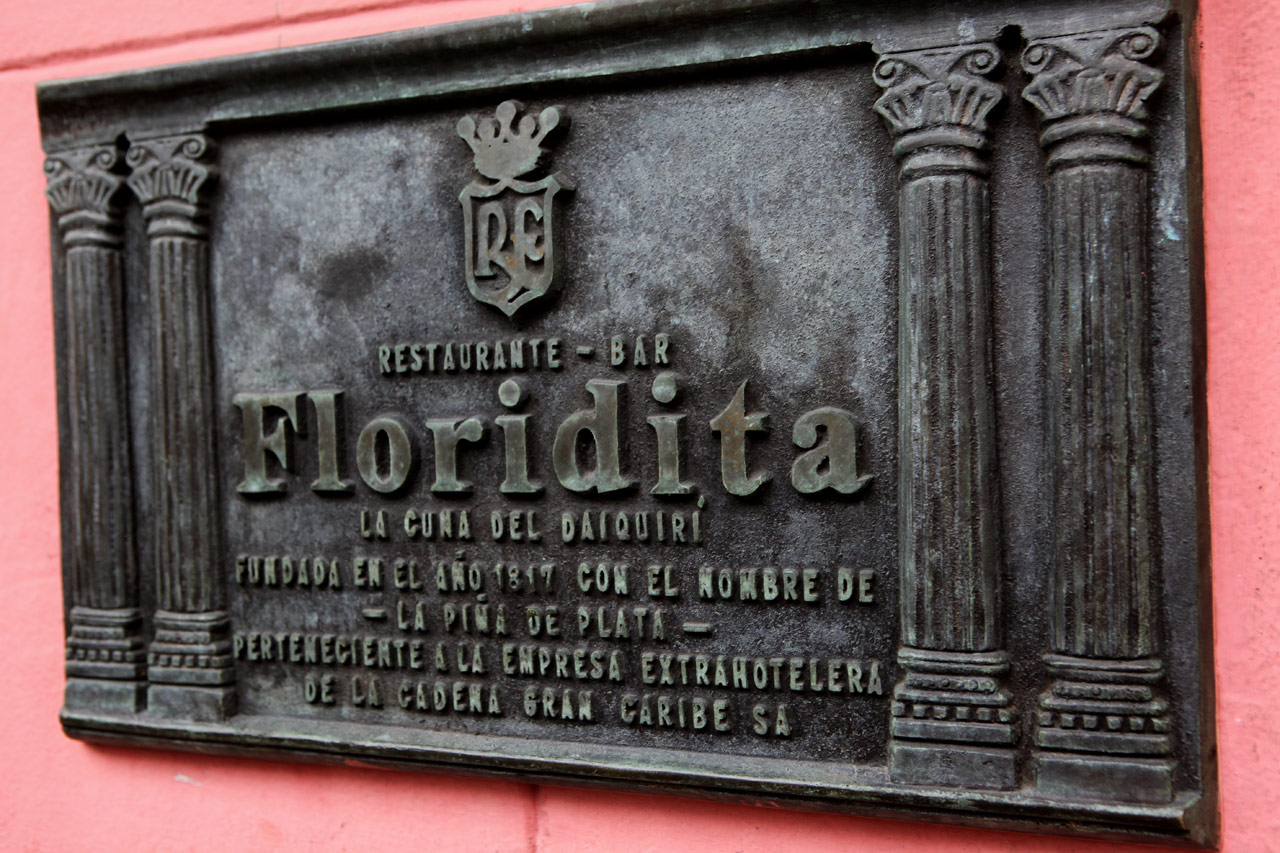 RF
RESTAURANTE - BAR
Floridita
LA CUNA DEL DAIQUIRÍ
FUNDADA EN EL AÑO 1817 CON EL NOMBRE DE
- LA PIÑA DE PLATA -
PERTENECIENTE A LA EMPRESA EXTRAHOTELERA
DE LA CADENA GRAN CARIBE SA